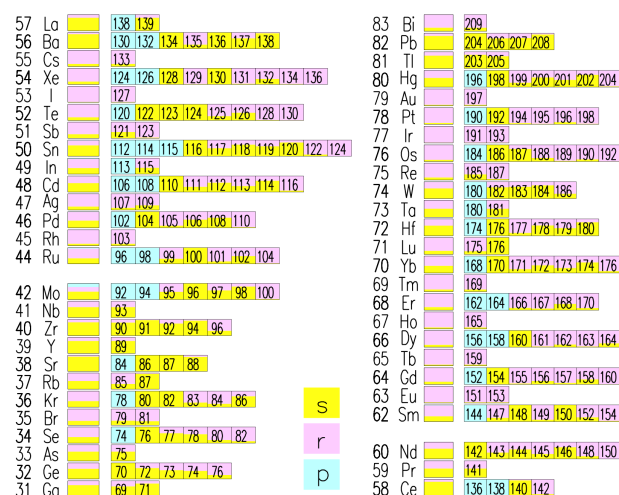 57 La 138 139
56 Ba 130 132 134 135 136 137 138
55 Cs 133
54 Xe 124 126 128 129 130 131 132 134 136
53 I 127
52 Te 120 122 123 124 125 126 128 130
51 Sb 121 123
50 Sn 112 114 115 116 117 118 119 120 122 124
49 In 113 115
48 Cd 106 108 110 111 112 113 114 116
47 Ag 107 109
46 Pd 102 104 105 106 108 110
45 Rh 103
44 Ru 96 98 99 100 101 102 104
42 Mo 92 94 95 96 97 98 100
41 Nb 93
40 Zr 90 91 92 94 96
39 Y 89
38 Sr 84 86 87 88
37 Rb 85 87
36 Kr 78 80 82 83 84 86
35 Br 79 81
34 Se 74 76 77 78 80 82
33 As 75
32 Ge 70 72 73 74 76
31 Ga 69 71
s
r
p
83 Bi 209
82 Pb 204 206 207 208
81 Tl 203 205
80 Hg 196 198 199 200 201 202 204
79 Au 197
78 Pt 190 192 194 195 196 198
77 Ir 191 193
76 Os 184 186 187 188 189 190 192
75 Re 185 187
74 W 180 182 183 184 186
73 Ta 180 181
72 Hf 174 176 177 178 179 180
71 Lu 175 176
70 Yb 168 170 171 172 173 174 176
69 Tm 169
68 Er 162 164 166 167 168 170
67 Ho 165
66 Dy 156 158 160 161 162 163 164
65 Tb 159
64 Gd 152 154 155 156 157 158 160
63 Eu 151 153
62 Sm 144 147 148 149 150 152 154
60 Nd 142 143 144 145 146 148 150
59 Pr 141
58 Ce 136 138 140 142